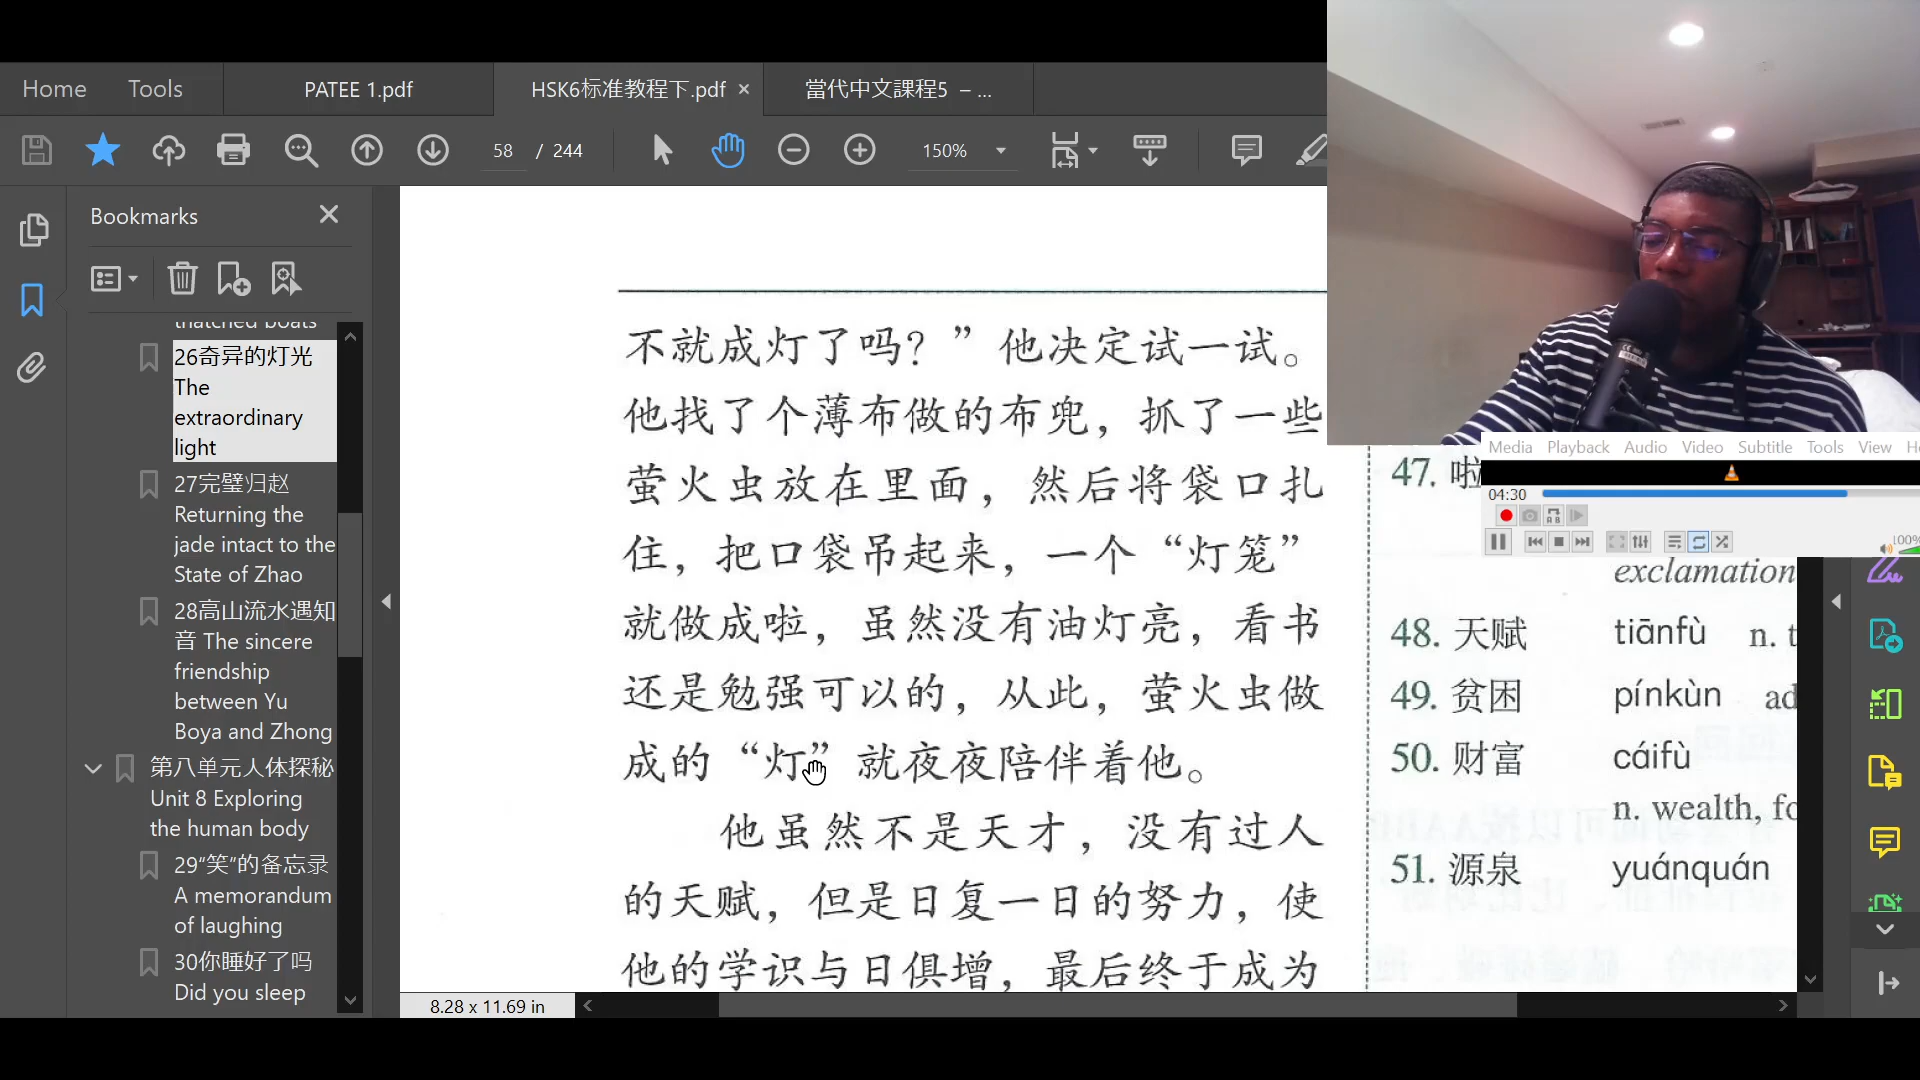 Home Tools PATEE 1.pdf HSK6标准教程下.pdf × 當代中文課程5 – ...
58 / 244 150%
Bookmarks
thatched boats
26奇异的灯光
The
extraordinary
light
27完璧归赵
Returning the
jade intact to the
State of Zhao
28高山流水遇知
音 The sincere
friendship
between Yu
Boya and Zhong
第八单元人体探秘
Unit 8 Exploring
the human body
29“笑”的备忘录
A memorandum
of laughing
30你睡好了吗
Did you sleep
不就成灯了吗？”他决定试一试。
他找了个薄布做的布兜，抓了一些
萤火虫放在里面，然后将袋口扎
住，把口袋吊起来，一个“灯笼”
就做成啦，虽然没有油灯亮，看书
还是勉强可以的，从此，萤火虫做
成的“灯”就夜夜陪伴着他。
他虽然不是天才，没有过人
的天赋，但是日复一日的努力，使
他的学识与日俱增，最后终于成为
47. 啦
exclamation
48. 天赋 tiānfù n.
49. 贫困 pínkùn
50. 财富 cáifù
n. wealth,
51. 源泉 yuánquán
Media Playback Audio Video Subtitle Tools View
04:30
100%
8.28 x 11.69 in